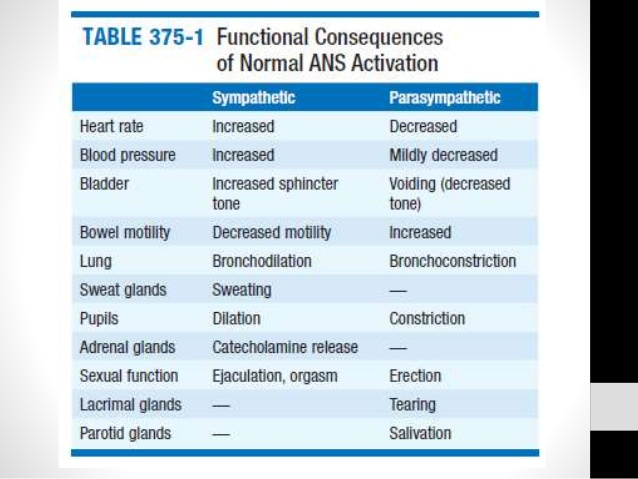 TABLE 375-1 Functional Consequences
of Normal ANS Activation
Sympathetic Parasympathetic
Heart rate Increased Decreased
Blood pressure Increased Mildly decreased
Bladder Increased sphincter Voiding (decreased
tone tone)
Bowel motility Decreased motility Increased
Lung Bronchodilation Bronchoconstriction
Sweat glands Sweating —
Pupils Dilation Constriction
Adrenal glands Catecholamine release —
Sexual function Ejaculation, orgasm Erection
Lacrimal glands — Tearing
Parotid glands — Salivation